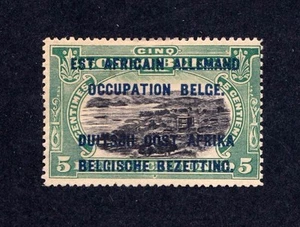 CINQ
EST AFRICAIN ALLEMAND
OCCUPATION BELGE.
DUITSCH OOST AFRIKA
BELGISCHE BEZETTING.
5 5